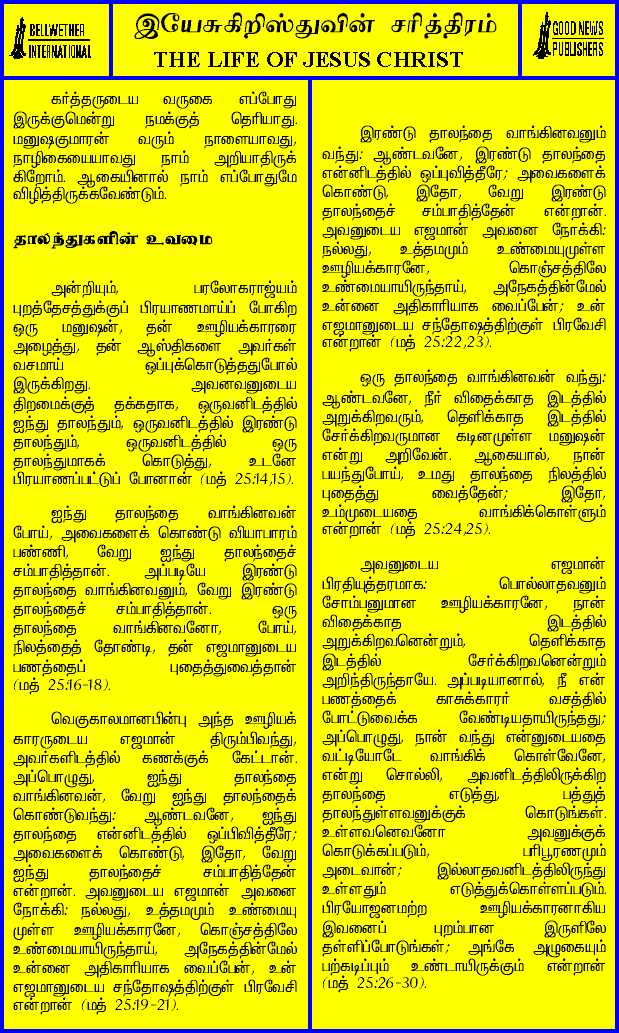 BELLWETHER
INTERNATIONAL
இயேசுகிறிஸ்துவின் சரித்திரம்
THE LIFE OF JESUS CHRIST
GOOD NEWS
PUBLISHERS
கர்த்தருடைய வருகை எப்போது
இருக்குமென்று நமக்குத் தெரியாது.
மனுஷகுமாரன் வரும் நாளையாவது,
நாழிகையையாவது நாம் அறியாதிருக்
கிறோம். ஆகையினால் நாம் எப்போதுமே
விழித்திருக்கவேண்டும்.
தாலந்துகளின் உவமை
அன்றியும், பரலோகராஜ்யம்
புறத்தேசத்துக்குப் பிரயாணமாய்ப் போகிற
ஒரு மனுஷன், தன் ஊழியக்காரரை
அழைத்து, தன் ஆஸ்திகளை அவர்கள்
வசமாய் ஒப்புக்கொடுத்ததுபோல்
இருக்கிறது. அவனவனுடைய
திறமைக்குத் தக்கதாக, ஒருவனிடத்தில்
ஐந்து தாலந்தும், ஒருவனிடத்தில் இரண்டு
தாலந்தும், ஒருவனிடத்தில் ஒரு
தாலந்துமாகக் கொடுத்து, உடனே
பிரயாணப்பட்டுப் போனான் (மத் 25:14,15).
ஐந்து தாலந்தை வாங்கினவன்
போய், அவைகளைக் கொண்டு வியாபாரம்
பண்ணி, வேறு ஐந்து தாலந்தைச்
சம்பாதித்தான். அப்படியே இரண்டு
தாலந்தை வாங்கினவனும், வேறு இரண்டு
தாலந்தைச் சம்பாதித்தான். ஒரு
தாலந்தை வாங்கினவனோ, போய்,
நிலத்தைத் தோண்டி, தன் எஜமானுடைய
பணத்தைப் புதைத்துவைத்தான்
(மத் 25:16-18).
வெகுகாலமானபின்பு அந்த ஊழியக்
காரருடைய எஜமான் திரும்பிவந்து,
அவர்களிடத்தில் கணக்குக் கேட்டான்.
அப்பொழுது, ஐந்து தாலந்தை
வாங்கினவன், வேறு ஐந்து தாலந்தைக்
கொண்டுவந்து: ஆண்டவனே, ஐந்து
தாலந்தை என்னிடத்தில் ஒப்பிவித்தீரே;
அவைகளைக் கொண்டு, இதோ, வேறு
ஐந்து தாலந்தைச் சம்பாதித்தேன்
என்றான். அவனுடைய எஜமான் அவனை
நோக்கி: நல்லது, உத்தமமும் உண்மையு
முள்ள ஊழியக்காரனே, கொஞ்சத்திலே
உண்மையாயிருந்தாய், அநேகத்தின்மேல்
உன்னை அதிகாரியாக வைப்பேன், உன்
எஜமானுடைய சந்தோஷத்திற்குள் பிரவேசி
என்றான் (மத் 25:19-21).
இரண்டு தாலந்தை வாங்கினவனும்
வந்து: ஆண்டவனே, இரண்டு தாலந்தை
என்னிடத்தில் ஒப்புவித்தீரே; அவைகளைக்
கொண்டு, இதோ, வேறு இரண்டு
தாலந்தைச் சம்பாதித்தேன் என்றான்.
அவனுடைய எஜமான் அவனை நோக்கி:
நல்லது, உத்தமமும் உண்மையுமுள்ள
ஊழியக்காரனே, கொஞ்சத்திலே
உண்மையாயிருந்தாய், அநேகத்தின்மேல்
உன்னை அதிகாரியாக வைப்பேன்; உன்
எஜமானுடைய சந்தோஷத்திற்குள் பிரவேசி
என்றான் (மத் 25:22,23).
ஒரு தாலந்தை வாங்கினவன் வந்து:
ஆண்டவனே, நீர் விதைக்காத இடத்தில்
அறுக்கிறவரும், தெளிக்காத இடத்தில்
சேர்க்கிறவருமான கடினமுள்ள மனுஷன்
என்று அறிவேன். ஆகையால், நான்
பயந்துபோய், உமது தாலந்தை நிலத்தில்
புதைத்து வைத்தேன்; இதோ,
உம்முடையதை வாங்கிக்கொள்ளும்
என்றான் (மத் 25:24,25).
அவனுடைய எஜமான்
பிரதியுத்தரமாக: பொல்லாதவனும்
சோம்பனுமான ஊழியக்காரனே, நான்
விதைக்காத இடத்தில்
அறுக்கிறவனென்றும், தெளிக்காத
இடத்தில் சேர்க்கிறவனென்றும்
அறிந்திருந்தாயே. அப்படியானால், நீ என்
பணத்தைக் காசுக்காரர் வசத்தில்
போட்டுவைக்க வேண்டியதாயிருந்தது;
அப்பொழுது, நான் வந்து என்னுடையதை
வட்டியோடே வாங்கிக் கொள்வேனே,
என்று சொல்லி, அவனிடத்திலிருக்கிற
தாலந்தை எடுத்து, பத்துத்
தாலந்துள்ளவனுக்குக் கொடுங்கள்.
உள்ளவனெவனோ அவனுக்குக்
கொடுக்கப்படும், பரிபூரணமும்
அடைவான்; இல்லாதவனிடத்திலிருந்து
உள்ளதும் எடுத்துக்கொள்ளப்படும்.
பிரயோஜனமற்ற ஊழியக்காரனாகிய
இவனைப் புறம்பான இருளிலே
தள்ளிப்போடுங்கள்; அங்கே அழுகையும்
பற்கடிப்பும் உண்டாயிருக்கும் என்றான்
(மத் 25:26-30).